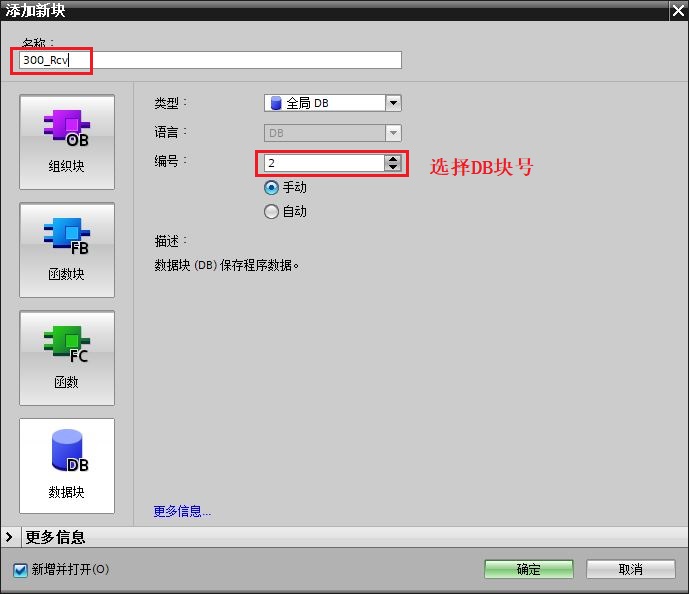 添加新块
名称：
300_Rcv
OB
组织块
FB
函数块
FC
函数
DB
数据块
类型：
全局 DB
语言：
DB
编号：
2
选择DB块号
手动
自动
描述：
数据块 (DB) 保存程序数据。
更多信息...
更多信息
新增并打开(O)
确定
取消